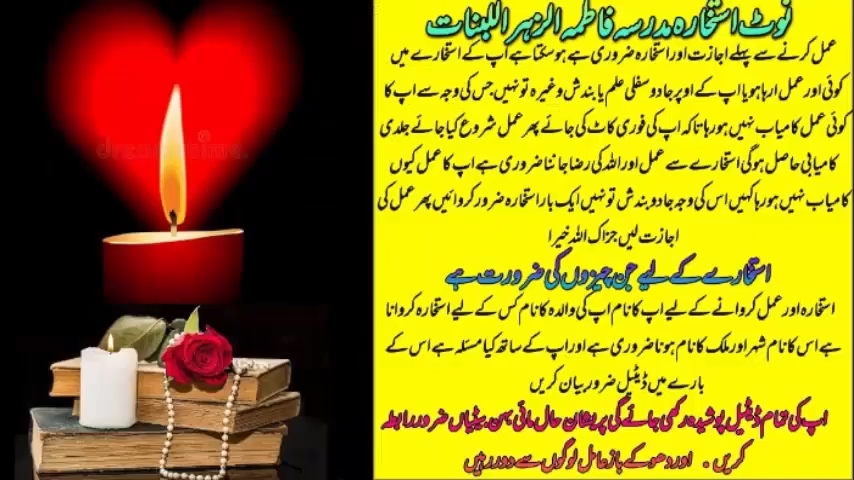 نوٹ استخارہ مدرسہ فاطمہ الزہرا للبنات
عمل کرنے سے پہلے اجازت اور استخارہ ضروری ہے ہوسکتا ہے اپ کے استخارے میں
کوئی اور عمل ارہا ہو یا اپ کے اوپر جادو سفلی علم یا بندش وغیرہ تو نہیں جس کی وجہ سے اپ کا
کوئی عمل کامیاب نہیں ہورہا تاکہ اپ کی فوری کاٹ کی جائے پھر عمل شروع کیا جائے جلدی
کامیابی حاصل ہوگی استخارے سے عمل اور اللہ کی رضا جاننا ضروری ہے اپ کا عمل کیوں
کامیاب نہیں ہورہا کہیں اس کی وجہ جادو بندش تو نہیں ایک بار استخارہ ضرور کروائیں پھر عمل کی
اجازت لیں جزاک اللہ خیرا
استخارے کے لیے جن چیزوں کی ضرورت ہے
استخارہ اور عمل کروانے کے لیے اپ کا نام اپ کی والدہ کا نام کس کے لیے استخارہ کروانا
ہے اس کا نام شہر اور ملک کا نام ہونا ضروری ہے اور اپ کے ساتھ کیا مسئلہ ہے اس کے
بارے میں ڈیٹیل ضرور بیان کریں
اپ کی تمام ڈیٹیل پوشیدہ رکھی جائے گی پریشان حال مائی بہن بیٹیاں ضرور رابطہ
کریں . اور دھوکے باز عامل لوگوں سے دور رہیں